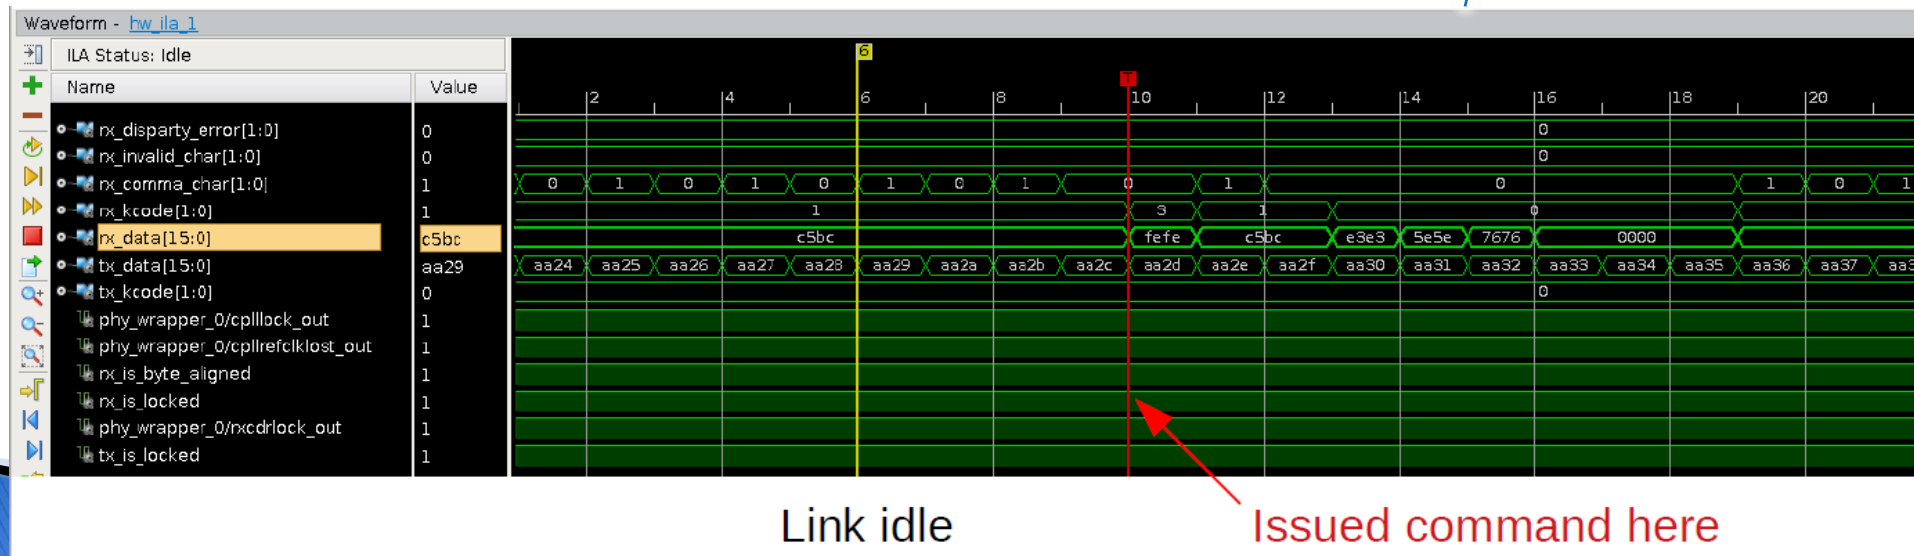 Waveform - hw_ila_1
ILA Status: Idle
Name Value
6
T
2 4 6 8 10 12 14 16 18 20
rx_disparty_error[1:0] 0 0
rx_invalid_char[1:0] 0 0
rx_comma_char[1:0] 1 0 1 0 1 0 1 0 1 0 1 0 1 0 1
rx_kcode[1:0] 1 1 3 1 0
rx_data[15:0] c5bc c5bc fefe c5bc e3e3 5e5e 7676 0000
tx_data[15:0] aa29 aa24 aa25 aa26 aa27 aa28 aa29 aa2a aa2b aa2c aa2d aa2e aa2f aa30 aa31 aa32 aa33 aa34 aa35 aa36 aa37
tx_kcode[1:0] 0 0
phy_wrapper_0/cplllock_out 1
phy_wrapper_0/cpllrefclklost_out 1
rx_is_byte_aligned 1
rx_is_locked 1
phy_wrapper_0/rxcdrlock_out 1
tx_is_locked 1
Link idle
Issued command here